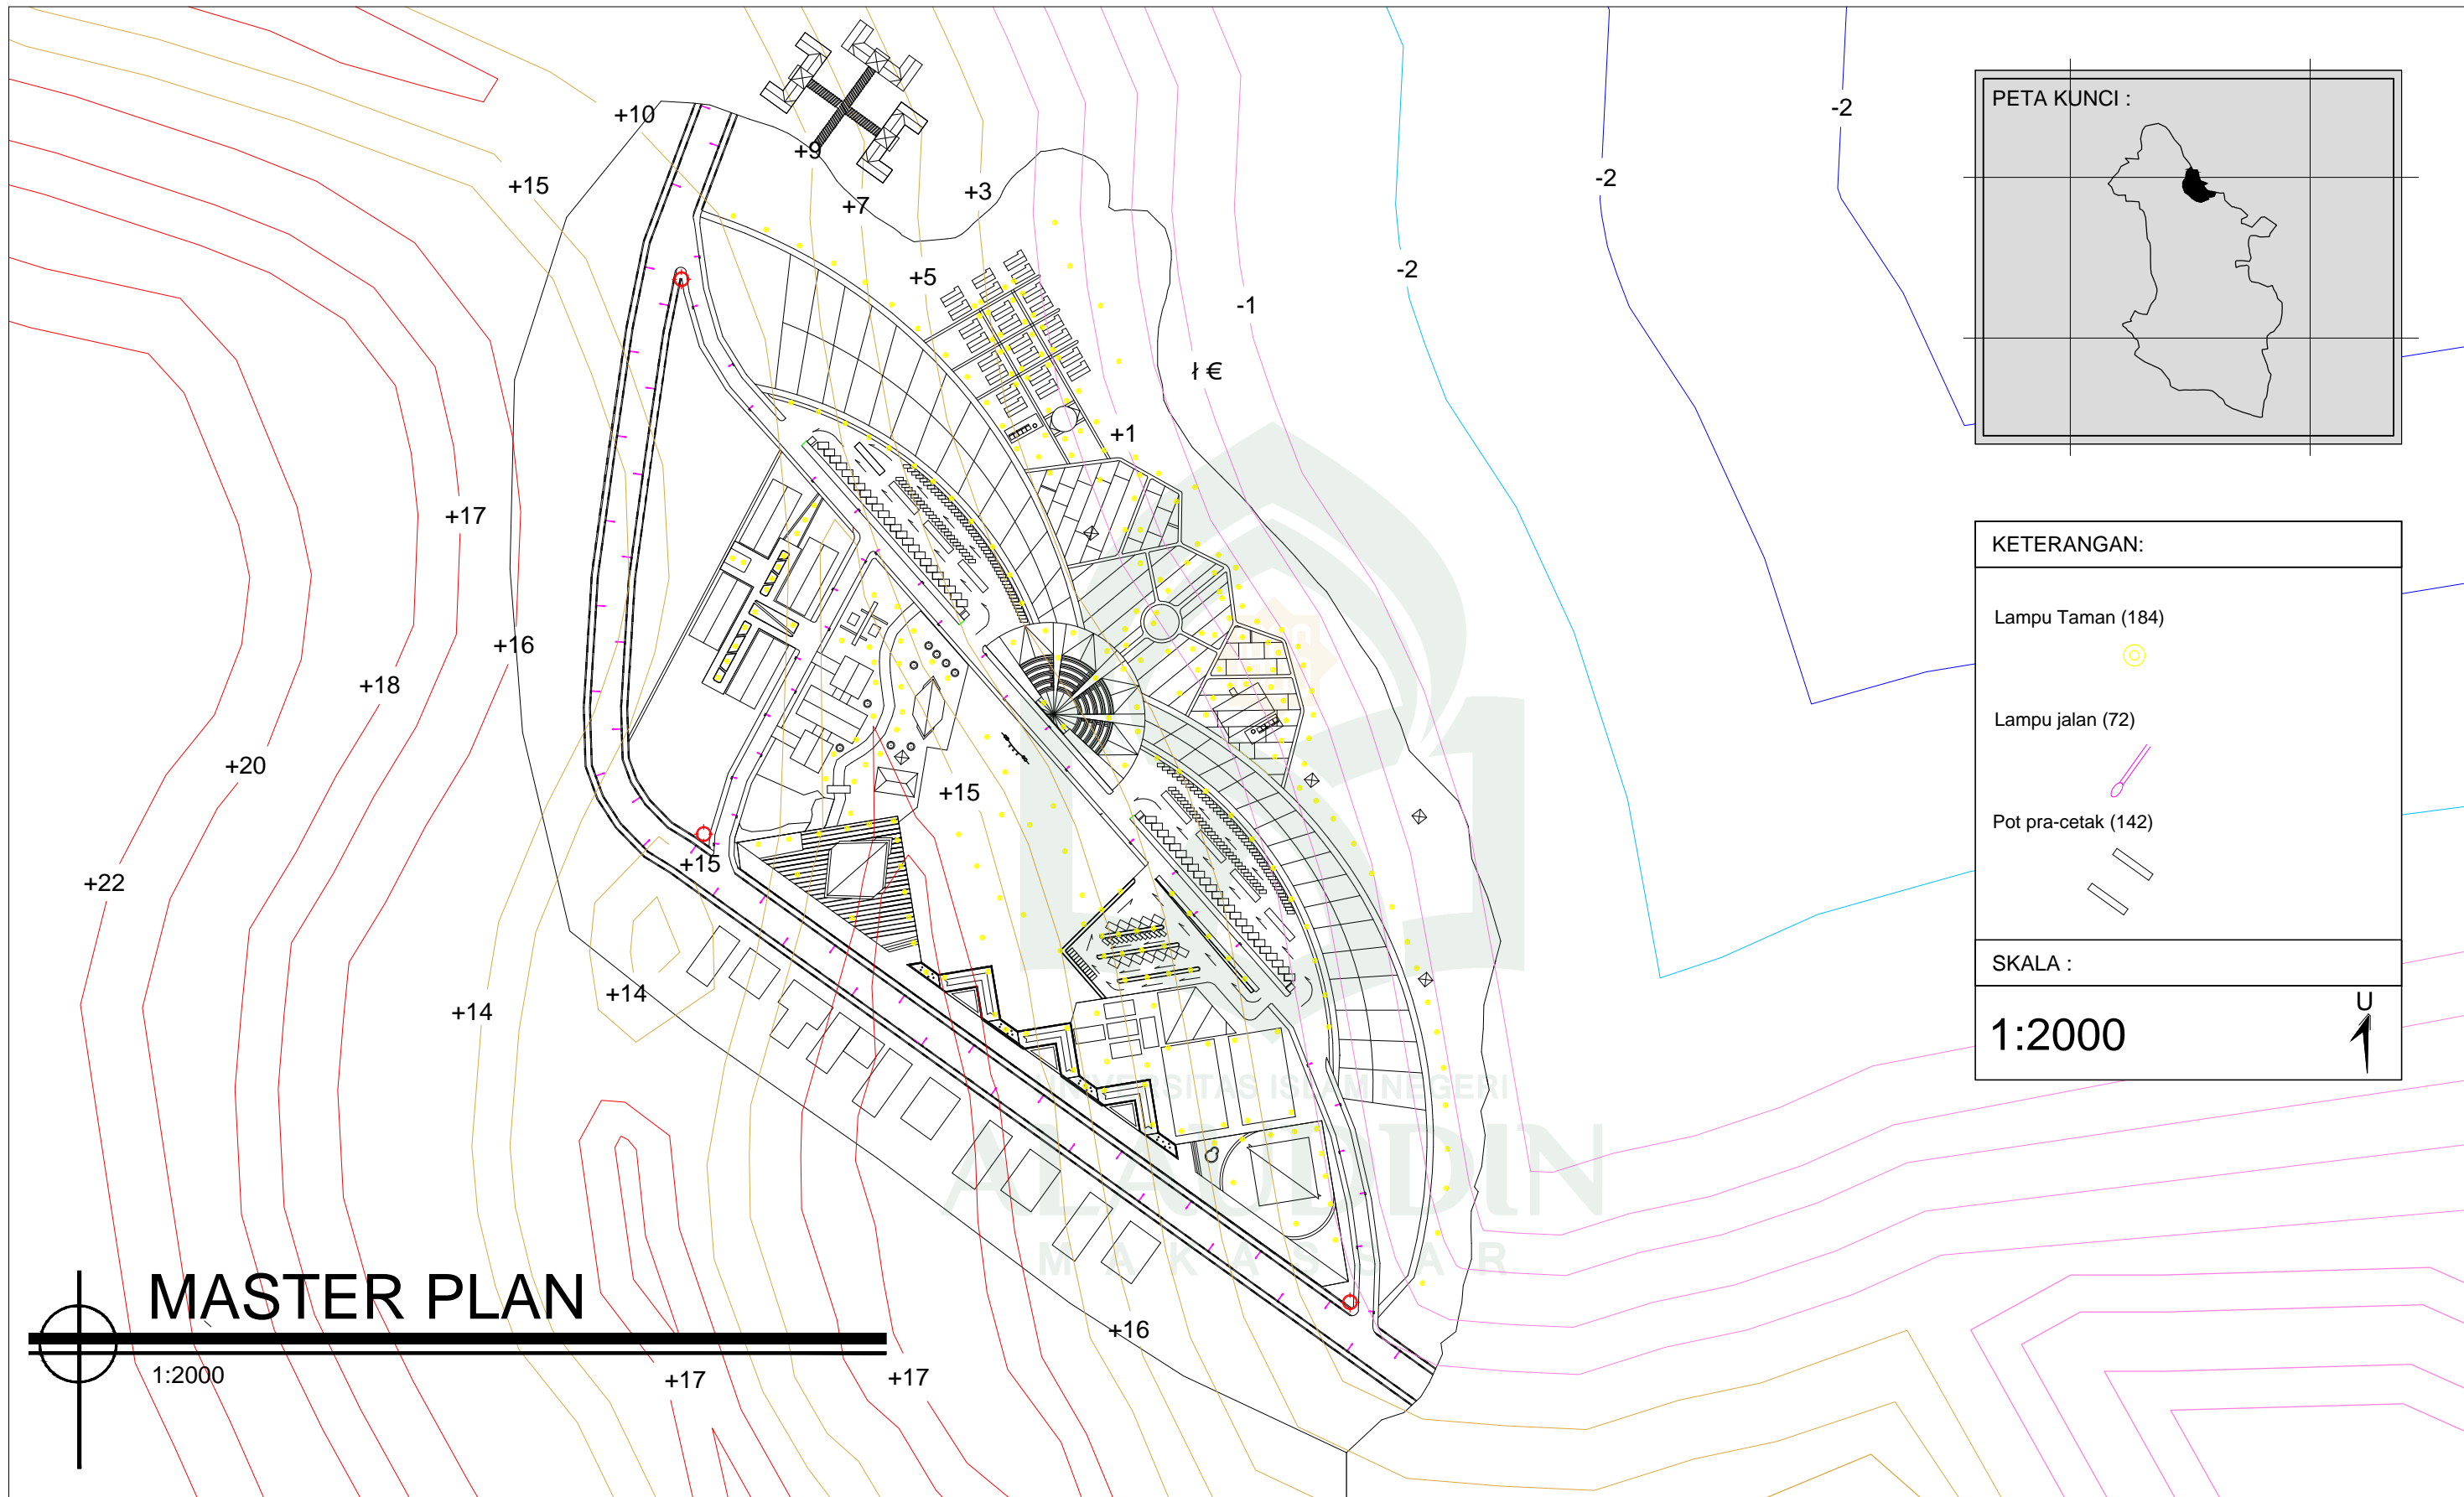 PETA KUNCI :
KETERANGAN:
Lampu Taman (184)
Lampu jalan (72)
Pot pra-cetak (142)
SKALA :
1:2000
U
+10
+9
+15
+7
+3
+5
-2
-2
-2
-1
ł €
+1
+17
+16
+18
+20
+15
+22
+15
+14
+14
+16
+17
+17
UNIVERSITAS ISLAM NEGERI
ALAUDDIN
MAKASSAR
MASTER PLAN
1:2000